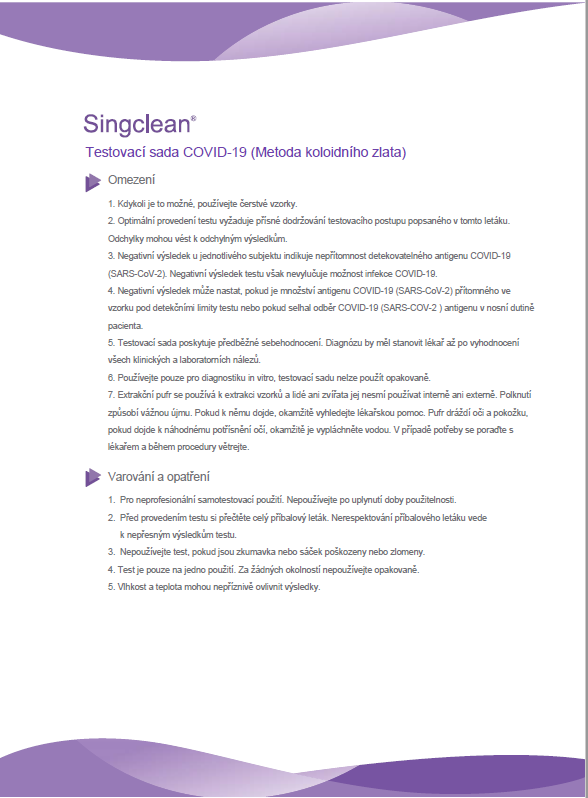 Singclean®
Testovací sada COVID-19 (Metoda koloidního zlata)
Omezení
1. Kdykoli je to možné, používejte čerstvé vzorky.
2. Optimální provedení testu vyžaduje přísné dodržování testovacího postupu popsaného v tomto letáku.
Odchylky mohou vést k odchylným výsledkům.
3. Negativní výsledek u jednotlivého subjektu indikuje nepřítomnost detekovatelného antigenu COVID-19
(SARS-CoV-2). Negativní výsledek testu však nevylučuje možnost infekce COVID-19.
4. Negativní výsledek může nastat, pokud je množství antigenu COVID-19 (SARS-CoV-2) přítomného ve
vzorku pod detekčními limity testu nebo pokud selhal odběr COVID-19 (SARS-COV-2 ) antigenu v nosní dutině
pacienta.
5. Testovací sada poskytuje předběžné sebehodnocení. Diagnózu by měl stanovit lékař až po vyhodnocení
všech klinických a laboratorních nálezů.
6. Používejte pouze pro diagnostiku in vitro, testovací sadu nelze použít opakovaně.
7. Extrakční pufr se používá k extrakci vzorků a lidé ani zvířata jej nesmí používat interně ani externě. Polknutí
způsobí vážnou újmu. Pokud k němu dojde, okamžitě vyhledejte lékařskou pomoc. Pufr dráždí oči a pokožku,
pokud dojde k náhodnému potřísnění očí, okamžitě je vypláchněte vodou. V případě potřeby se poraďte s
lékařem a během procedury větrejte.
Varování a opatření
1. Pro neprofesionální samotestovací použití. Nepoužívejte po uplynutí doby použitelnosti.
2. Před provedením testu si přečtěte celý příbalový leták. Nerespektování příbalového letáku vede
k nepřesným výsledkům testu.
3. Nepoužívejte test, pokud jsou zkumavka nebo sáček poškozeny nebo zlomeny.
4. Test je pouze na jedno použití. Za žádných okolností nepoužívejte opakovaně.
5. Vlhkost a teplota mohou nepříznivě ovlivnit výsledky.